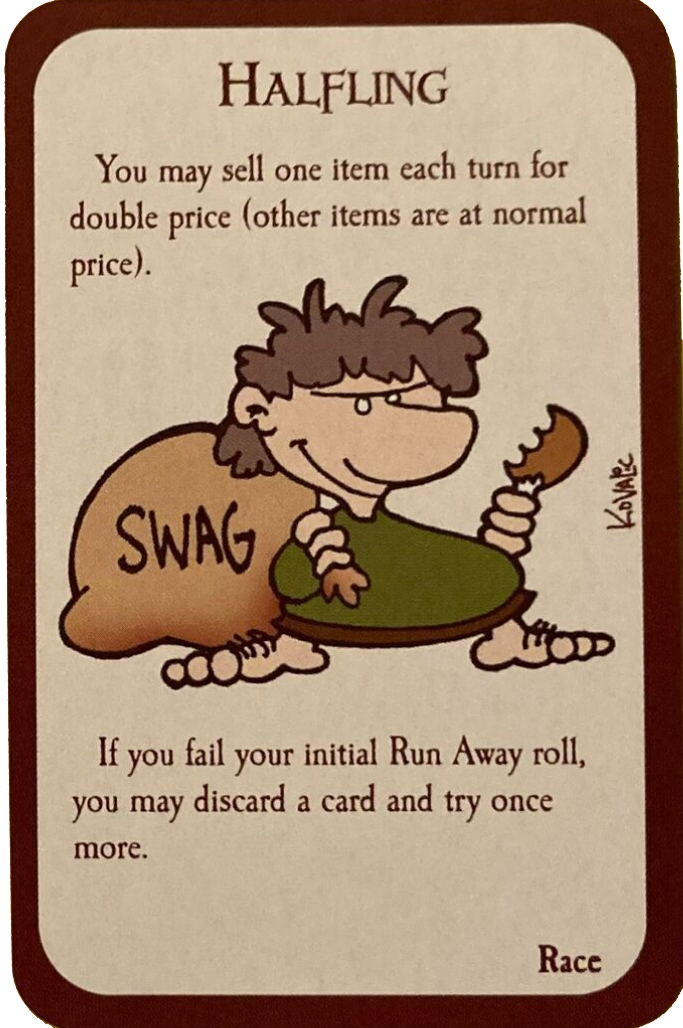 HALFLING
You may sell one item each turn for
double price (other items are at normal
price).
SWAG
KOVALIC
If you fail your initial Run Away roll,
you may discard a card and try once
more.
Race